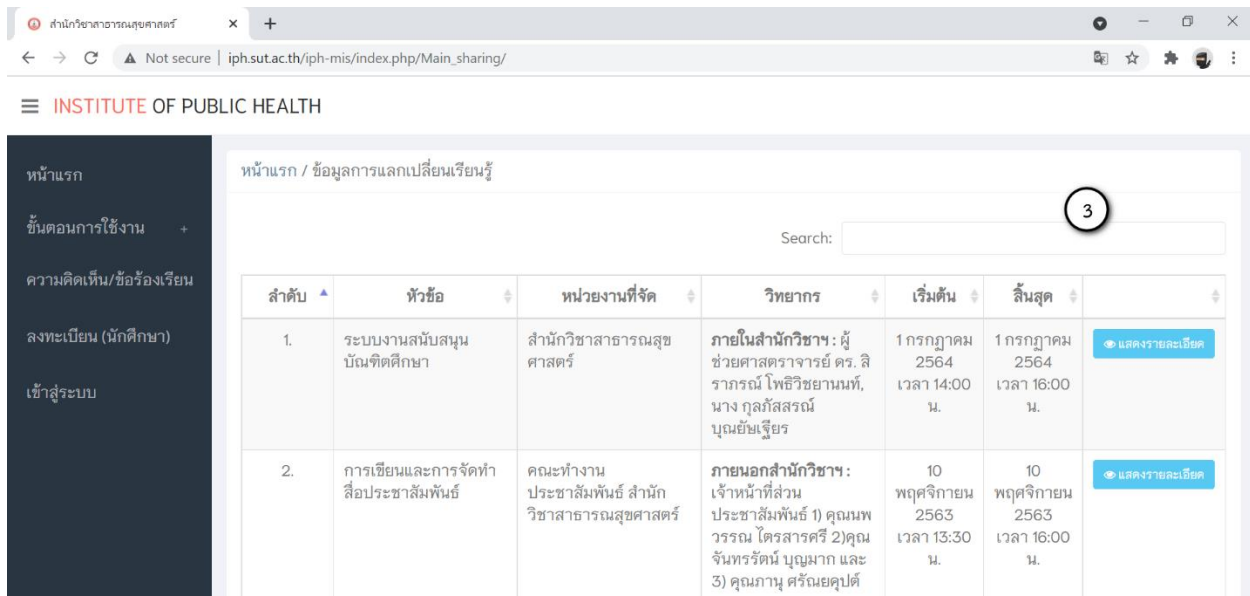 สำนักวิชาสาธารณสุขศาสตร์
Not secure | iph.sut.ac.th/iph-mis/index.php/Main_sharing/
INSTITUTE OF PUBLIC HEALTH
หน้าแรก
ขั้นตอนการใช้งาน +
ความคิดเห็น/ข้อร้องเรียน
ลงทะเบียน (นักศึกษา)
เข้าสู่ระบบ
หน้าแรก / ข้อมูลการแลกเปลี่ยนเรียนรู้
3
Search:
ลำดับ หัวข้อ หน่วยงานที่จัด วิทยากร เริ่มต้น สิ้นสุด
1.
ระบบงานสนับสนุน
บัณฑิตศึกษา
สำนักวิชาสาธารณสุข
ศาสตร์
ภายในสำนักวิชาฯ : ผู้
ช่วยศาสตราจารย์ ดร. สิ
ราภรณ์ โพธิวิชยานนท์,
นาง กุลภัสสรณ์
บุณยัษเฐียร
1 กรกฎาคม
2564
เวลา 14:00
น.
1 กรกฎาคม
2564
เวลา 16:00
น.
แสดงรายละเอียด
2.
การเขียนและการจัดทำ
สื่อประชาสัมพันธ์
คณะทำงาน
ประชาสัมพันธ์ สำนัก
วิชาสาธารณสุขศาสตร์
ภายนอกสำนักวิชาฯ :
เจ้าหน้าที่ส่วน
ประชาสัมพันธ์ 1) คุณนพ
วรรณ ไตรสารศรี 2)คุณ
จันทรรัตน์ บุญมาก และ
3) คุณภานุ ศรัณยคุปต์
10
พฤศจิกายน
2563
เวลา 13:30
น.
10
พฤศจิกายน
2563
เวลา 16:00
น.
แสดงรายละเอียด